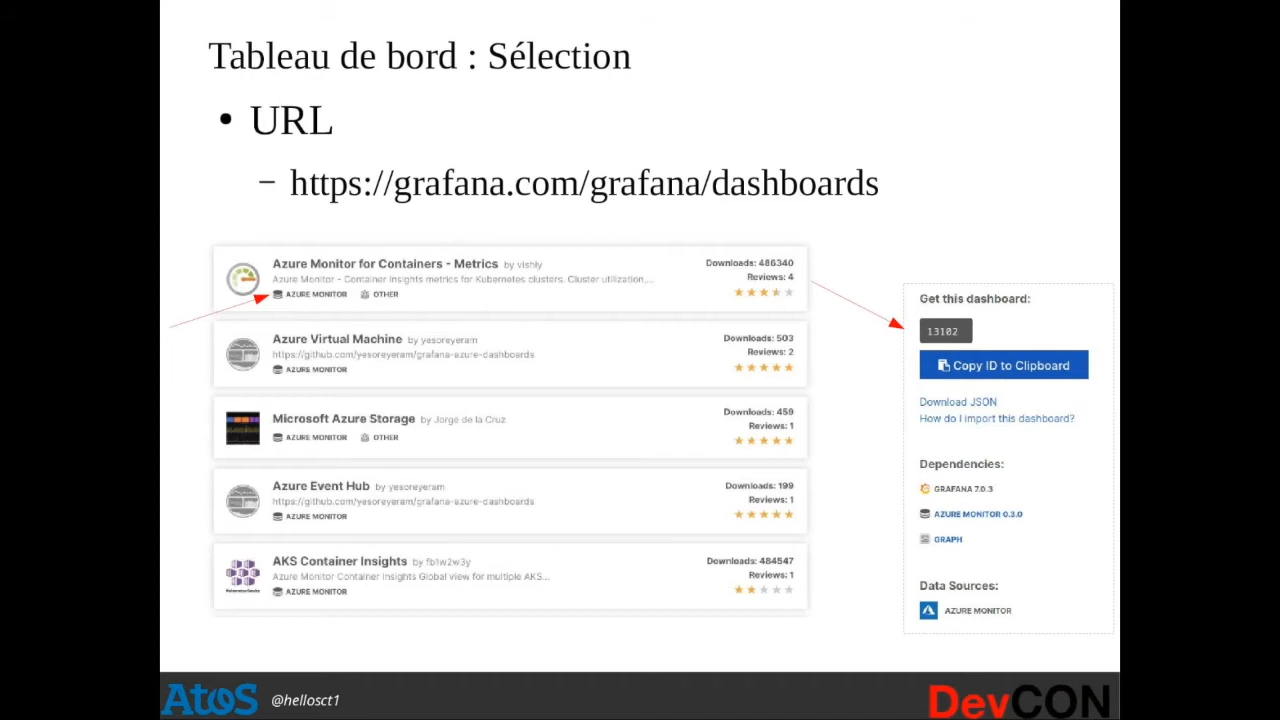 Tableau de bord : Sélection
• URL
– https://grafana.com/grafana/dashboards
Azure Monitor for Containers - Metrics by vishly
Azure Monitor - Container Insights metrics for Kubernetes clusters. Cluster utilization,...
AZURE MONITOR OTHER
Downloads: 486340
Reviews: 4
Azure Virtual Machine by yesoreyeram
https://github.com/yesoreyeram/grafana-azure-dashboards
AZURE MONITOR
Downloads: 503
Reviews: 2
Microsoft Azure Storage by Jorge de la Cruz
AZURE MONITOR OTHER
Downloads: 459
Reviews: 1
Azure Event Hub by yesoreyeram
https://github.com/yesoreyeram/grafana-azure-dashboards
AZURE MONITOR
Downloads: 199
Reviews: 1
AKS Container Insights by fb1w2w3y
Azure Monitor Container Insights Global view for multiple AKS...
AZURE MONITOR
Downloads: 484547
Reviews: 1
Get this dashboard:
13102
Copy ID to Clipboard
Download JSON
How do I import this dashboard?
Dependencies:
GRAFANA 7.0.3
AZURE MONITOR 0.3.0
GRAPH
Data Sources:
AZURE MONITOR
Atos @hellosct1
DevCON